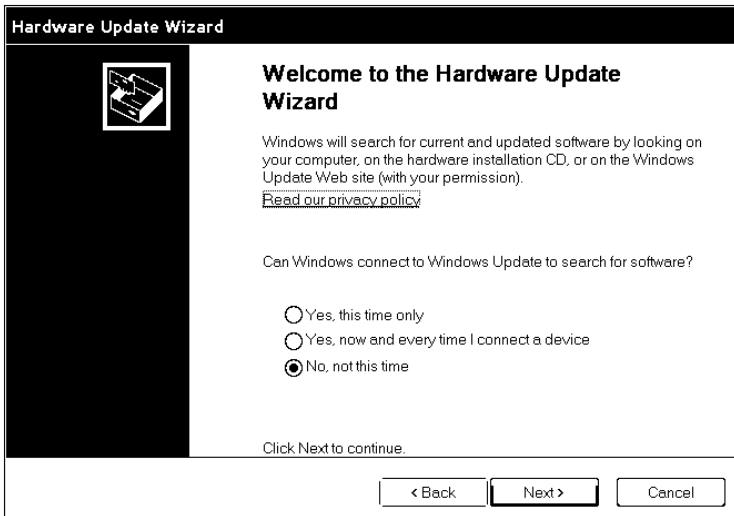 Hardware Update Wizard
Welcome to the Hardware Update
Wizard
Windows will search for current and updated software by looking on
your computer, on the hardware installation CD, or on the Windows
Update Web site (with your permission).
Read our privacy policy
Can Windows connect to Windows Update to search for software?
Yes, this time only
Yes, now and every time I connect a device
No, not this time
Click Next to continue.
< Back Next > Cancel